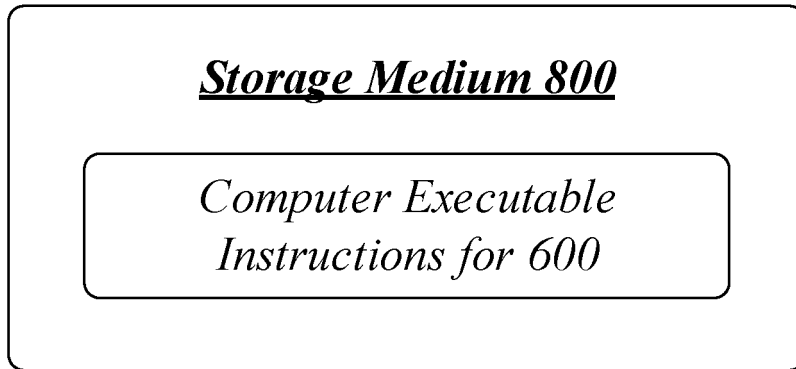 Storage Medium 800
Computer Executable
Instructions for 600